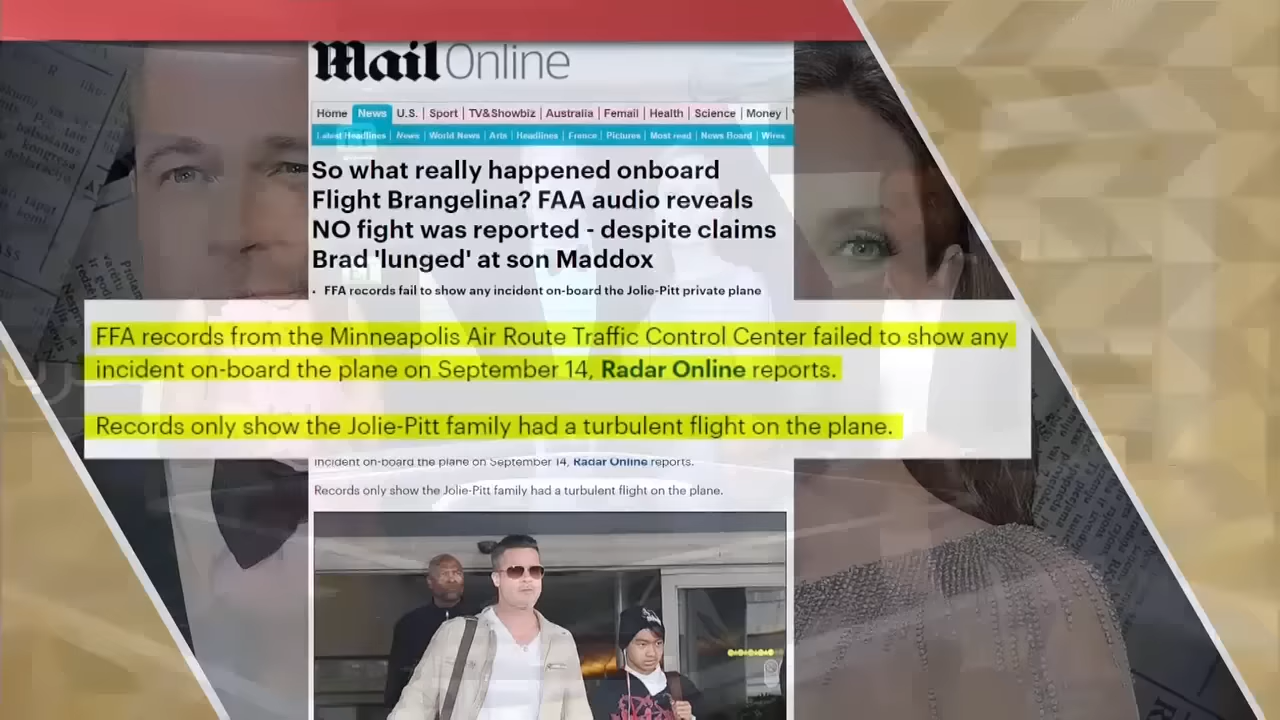 Mail Online
Home News U.S. Sport TV&Showbiz Australia Femail Health Science Money
Latest Headlines News World News Arts Headlines France Pictures Most read News Board Wires
So what really happened onboard
Flight Brangelina? FAA audio reveals
NO fight was reported - despite claims
Brad 'lunged' at son Maddox
• FFA records fail to show any incident on-board the Jolie-Pitt private plane
FFA records from the Minneapolis Air Route Traffic Control Center failed to show any
incident on-board the plane on September 14, Radar Online reports.
Records only show the Jolie-Pitt family had a turbulent flight on the plane.
incident on-board the plane on September 14, Radar Online reports.
Records only show the Jolie-Pitt family had a turbulent flight on the plane.